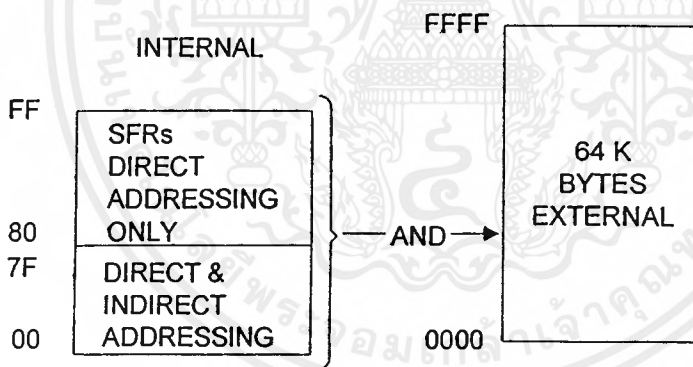 INTERNAL
FF
SFRs
DIRECT
ADDRESSING
ONLY
80
7F
DIRECT &
INDIRECT
ADDRESSING
00
AND
FFFF
64 K
BYTES
EXTERNAL
0000